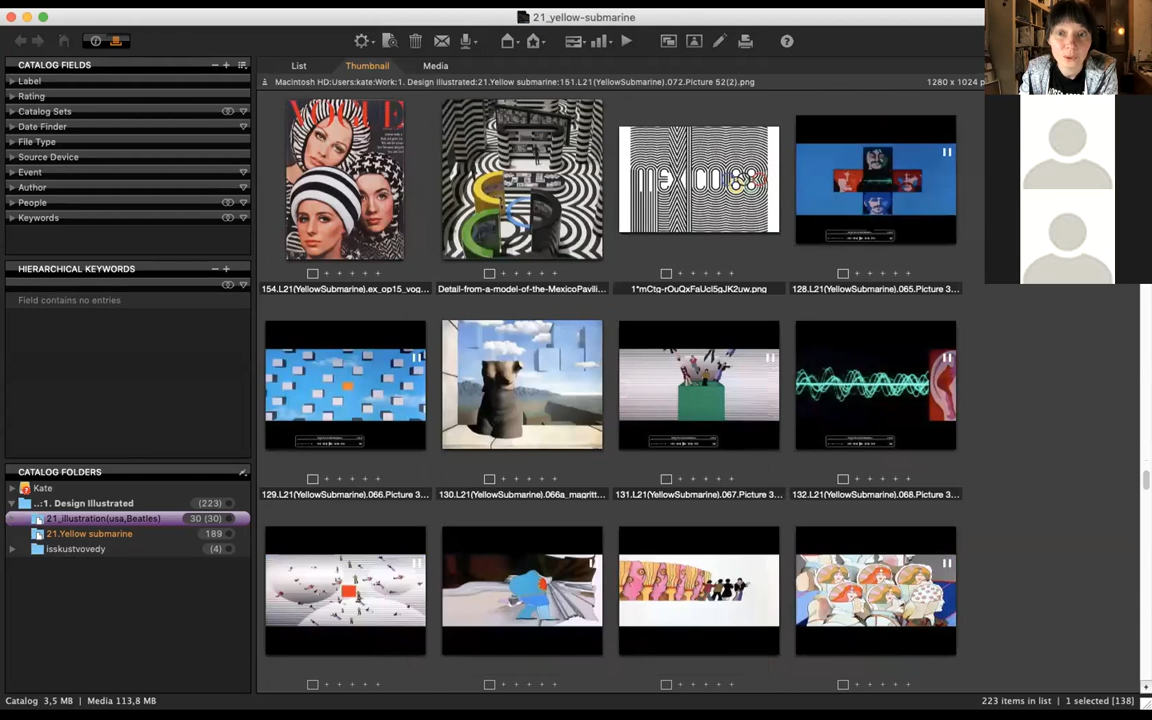 21_yellow-submarine
CATALOG FIELDS
Label
Rating
Catalog Sets
Date Finder
File Type
Source Device
Event
Author
People
Keywords
HIERARCHICAL KEYWORDS
Field contains no entries
CATALOG FOLDERS
Kate
..:1. Design Illustrated (223)
21_illustration(usa,Beatles) 30 (30)
21.Yellow submarine 189
isskustvovedy (4)
List Thumbnail Media
Macintosh HD:Users:kate:Work:1. Design Illustrated:21.Yellow submarine:151.L21(YellowSubmarine).072.Picture 52(2).png 1280 x 1024 p
VOGUE
MEXICO68
154.L21(YellowSubmarine).ex_op15_vog... Detail-from-a-model-of-the-MexicoPavili... 1*mCtg-rOuQxFaUcl5gJK2uw.png 128.L21(YellowSubmarine).065.Picture 3...
129.L21(YellowSubmarine).066.Picture 3... 130.L21(YellowSubmarine).066a_magritt... 131.L21(YellowSubmarine).067.Picture 3... 132.L21(YellowSubmarine).068.Picture 3...
Catalog 3,5 MB | Media 113,8 MB
223 items in list | 1 selected [138]